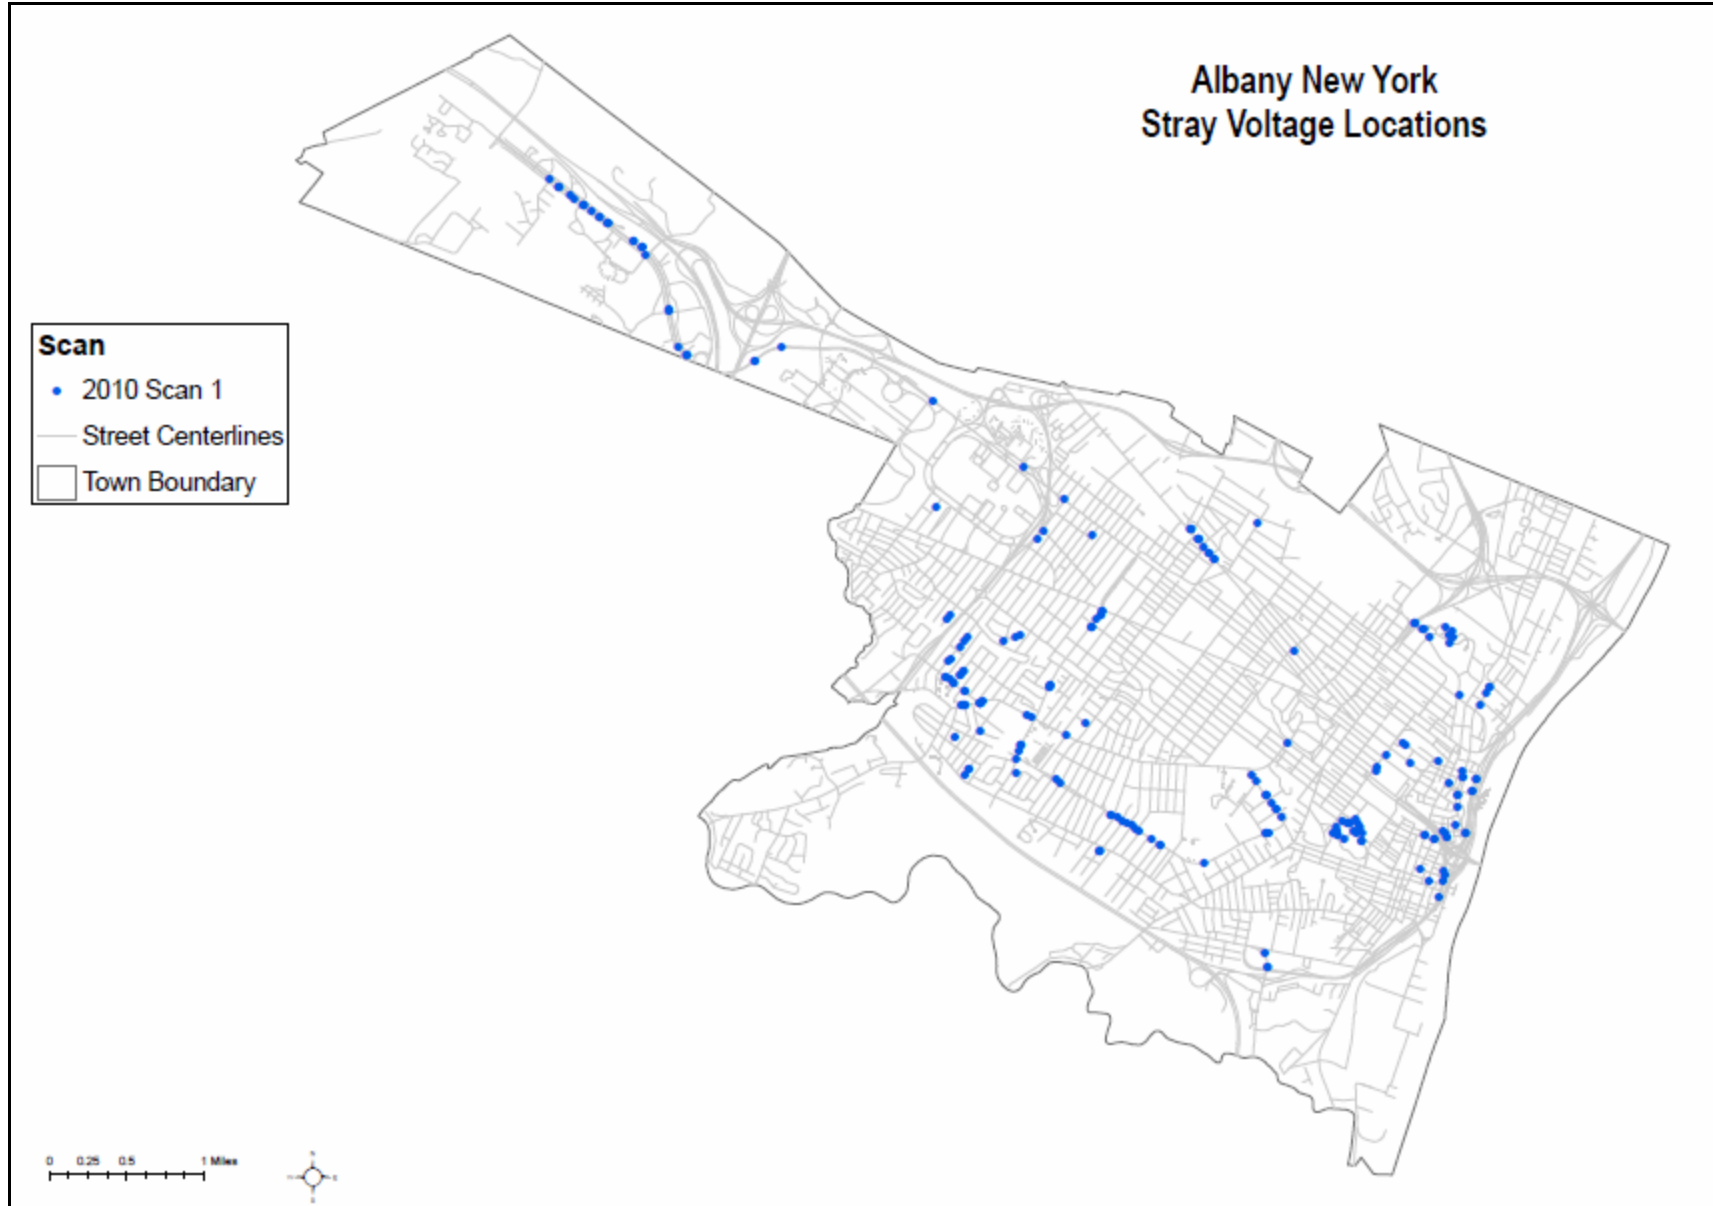 Albany New York
Stray Voltage Locations
Scan
2010 Scan 1
Street Centerlines
Town Boundary
0 0.25 0.5 1 Miles
N
S